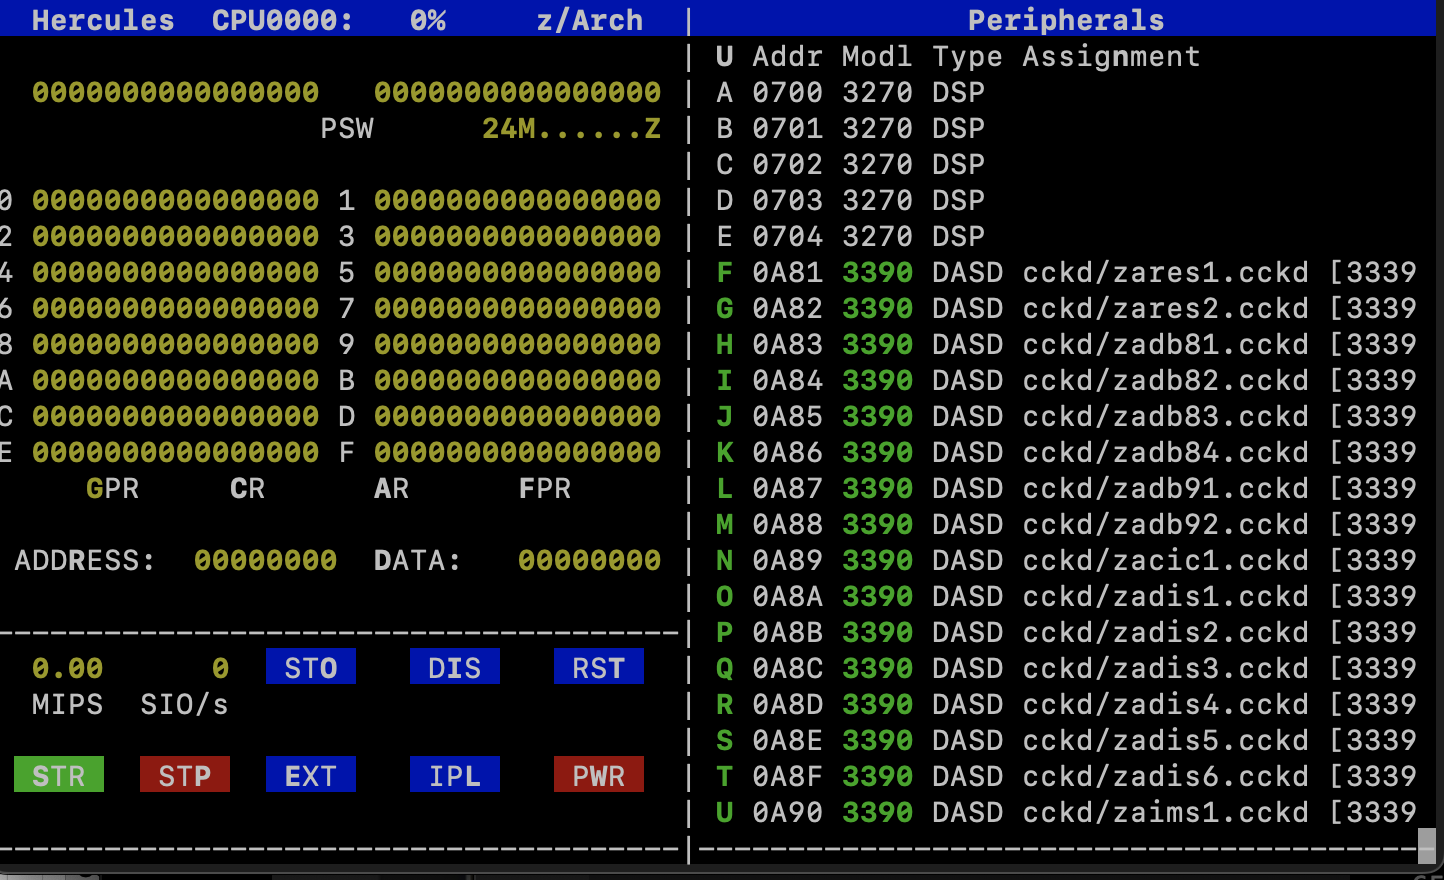 Hercules CPU0000: 0% z/Arch | Peripherals
| U Addr Modl Type Assignment
0000000000000000 0000000000000000 | A 0700 3270 DSP
PSW 24M......Z | B 0701 3270 DSP
| C 0702 3270 DSP
0 0000000000000000 1 0000000000000000 | D 0703 3270 DSP
2 0000000000000000 3 0000000000000000 | E 0704 3270 DSP
4 0000000000000000 5 0000000000000000 | F 0A81 3390 DASD cckd/zares1.cckd [3339
6 0000000000000000 7 0000000000000000 | G 0A82 3390 DASD cckd/zares2.cckd [3339
8 0000000000000000 9 0000000000000000 | H 0A83 3390 DASD cckd/zadb81.cckd [3339
A 0000000000000000 B 0000000000000000 | I 0A84 3390 DASD cckd/zadb82.cckd [3339
C 0000000000000000 D 0000000000000000 | J 0A85 3390 DASD cckd/zadb83.cckd [3339
E 0000000000000000 F 0000000000000000 | K 0A86 3390 DASD cckd/zadb84.cckd [3339
GPR CR AR FPR | L 0A87 3390 DASD cckd/zadb91.cckd [3339
| M 0A88 3390 DASD cckd/zadb92.cckd [3339
ADDRESS: 00000000 DATA: 00000000 | N 0A89 3390 DASD cckd/zacic1.cckd [3339
| O 0A8A 3390 DASD cckd/zadis1.cckd [3339
--------------------------------------| P 0A8B 3390 DASD cckd/zadis2.cckd [3339
0.00 0 STO DIS RST | Q 0A8C 3390 DASD cckd/zadis3.cckd [3339
MIPS SIO/s | R 0A8D 3390 DASD cckd/zadis4.cckd [3339
| S 0A8E 3390 DASD cckd/zadis5.cckd [3339
STR STP EXT IPL PWR | T 0A8F 3390 DASD cckd/zadis6.cckd [3339
| U 0A90 3390 DASD cckd/zaims1.cckd [3339
--------------------------------------|-----------------------------------------